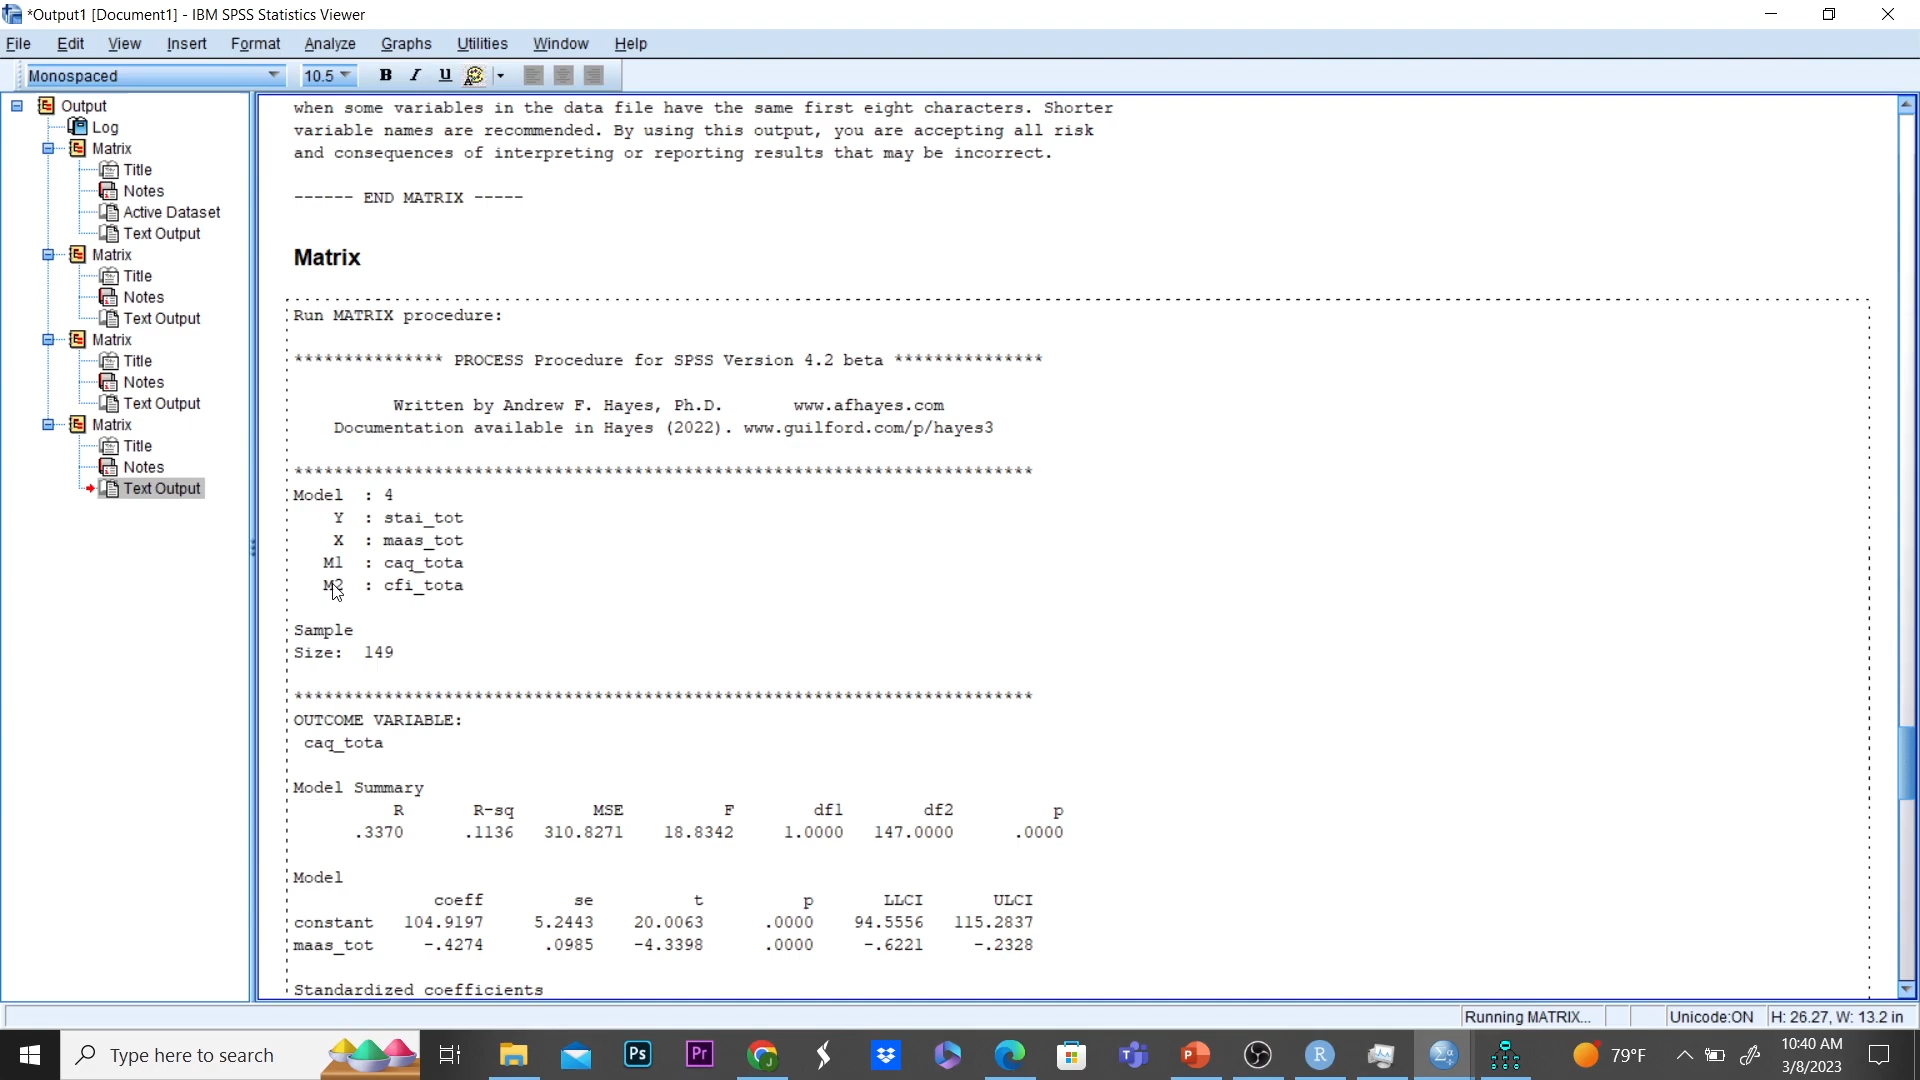 *Output1 [Document1] - IBM SPSS Statistics Viewer
File Edit View Insert Format Analyze Graphs Utilities Window Help
Monospaced 10.5 B I U A
Output
Log
Matrix
Title
Notes
Active Dataset
Text Output
Matrix
Title
Notes
Text Output
Matrix
Title
Notes
Text Output
Matrix
Title
Notes
Text Output
when some variables in the data file have the same first eight characters. Shorter
variable names are recommended. By using this output, you are accepting all risk
and consequences of interpreting or reporting results that may be incorrect.
------ END MATRIX -----
Matrix
Run MATRIX procedure:
*************** PROCESS Procedure for SPSS Version 4.2 beta ***************
Written by Andrew F. Hayes, Ph.D. www.afhayes.com
Documentation available in Hayes (2022). www.guilford.com/p/hayes3
**************************************************************************
Model : 4
Y : stai_tot
X : maas_tot
M1 : caq_tota
M2 : cfi_tota
Sample
Size: 149
**************************************************************************
OUTCOME VARIABLE:
caq_tota
Model Summary
R R-sq MSE F df1 df2 p
.3370 .1136 310.8271 18.8342 1.0000 147.0000 .0000
Model
coeff se t p LLCI ULCI
constant 104.9197 5.2443 20.0063 .0000 94.5556 115.2837
maas_tot -.4274 .0985 -4.3398 .0000 -.6221 -.2328
Standardized coefficients
Running MATRIX... Unicode:ON H: 26.27, W: 13.2 in
Type here to search Ps Pr R Σα 79°F 10:40 AM
3/8/2023